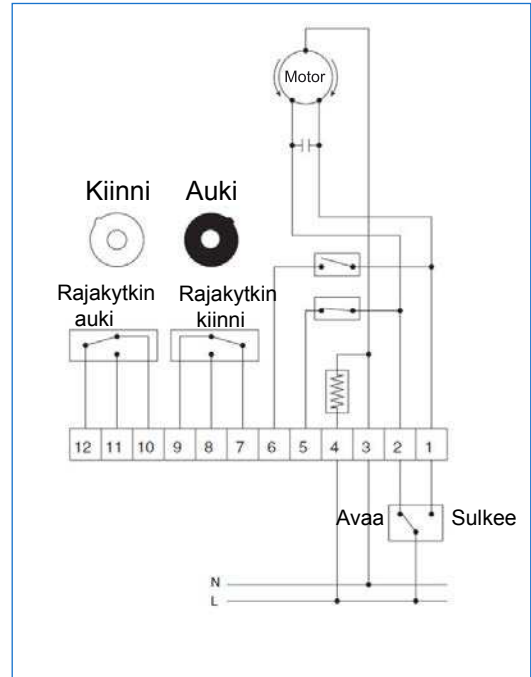 Motor
Kiinni Auki
Rajakytkin
auki
Rajakytkin
kiinni
12 11 10 9 8 7 6 5 4 3 2 1
Avaa Sulkee
N
L